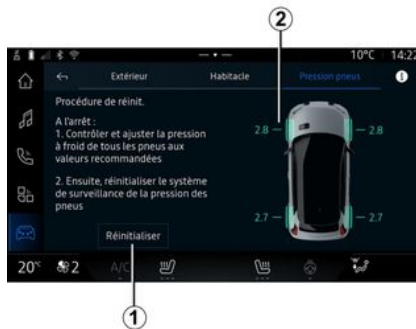 2
10°C 14:22
Extérieur Habitacle Pression pneus
Procédure de réinit.
A l'arrêt :
1. Contrôler et ajuster la pression
à froid de tous les pneus aux
valeurs recommandées
2. Ensuite, réinitialiser le système
de surveillance de la pression des
pneus
2.8 2.8
2.7 2.7
Réinitialiser
20° 2 A/C
1